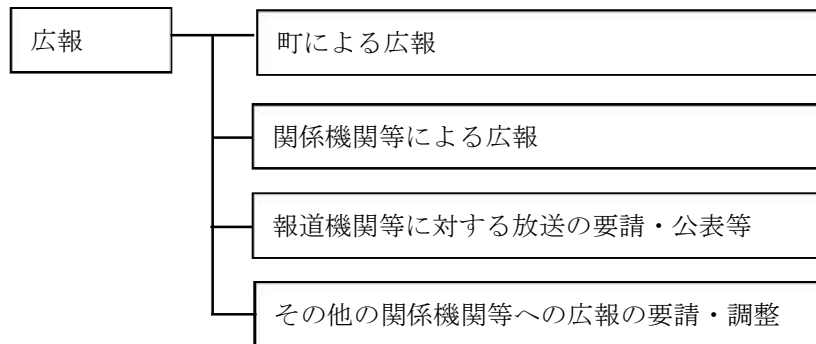 広報
町による広報
関係機関等による広報
報道機関等に対する放送の要請・公表等
その他の関係機関等への広報の要請・調整